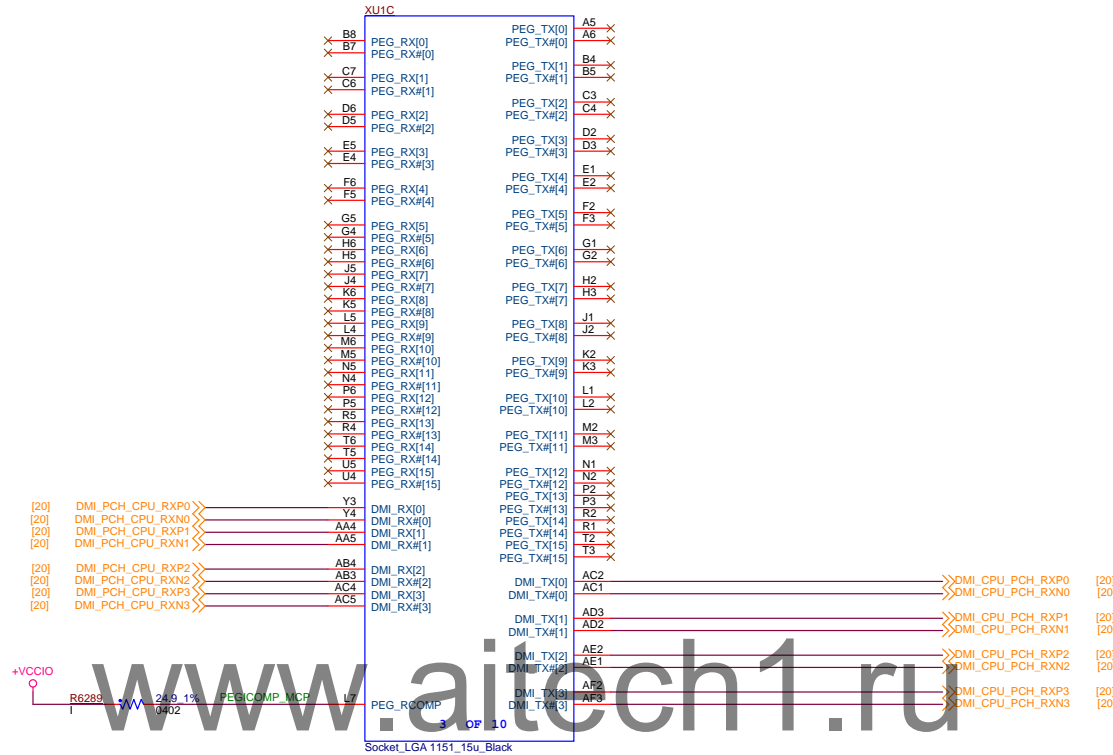 XU1C
B8 PEG_RX[0]
B7 PEG_RX#[0]
C7 PEG_RX[1]
C6 PEG_RX#[1]
D6 PEG_RX[2]
D5 PEG_RX#[2]
E5 PEG_RX[3]
E4 PEG_RX#[3]
F6 PEG_RX[4]
F5 PEG_RX#[4]
G5 PEG_RX[5]
G4 PEG_RX#[5]
H6 PEG_RX[6]
H5 PEG_RX#[6]
J5 PEG_RX[7]
J4 PEG_RX#[7]
K6 PEG_RX[8]
K5 PEG_RX#[8]
L5 PEG_RX[9]
L4 PEG_RX#[9]
M6 PEG_RX[10]
M5 PEG_RX#[10]
N5 PEG_RX[11]
N4 PEG_RX#[11]
P6 PEG_RX[12]
P5 PEG_RX#[12]
R5 PEG_RX[13]
R4 PEG_RX#[13]
T6 PEG_RX[14]
T5 PEG_RX#[14]
U5 PEG_RX[15]
U4 PEG_RX#[15]
[20] DMI_PCH_CPU_RXP0 Y3 DMI_RX[0]
[20] DMI_PCH_CPU_RXN0 Y4 DMI_RX#[0]
[20] DMI_PCH_CPU_RXP1 AA4 DMI_RX[1]
[20] DMI_PCH_CPU_RXN1 AA5 DMI_RX#[1]
[20] DMI_PCH_CPU_RXP2 AB4 DMI_RX[2]
[20] DMI_PCH_CPU_RXN2 AB3 DMI_RX#[2]
[20] DMI_PCH_CPU_RXP3 AC4 DMI_RX[3]
[20] DMI_PCH_CPU_RXN3 AC5 DMI_RX#[3]
+VCCIO
R6289 24.9_1% PEGICOMP_MCP L7 PEG_RCOMP
I 0402
PEG_TX[0] A5
PEG_TX#[0] A6
PEG_TX[1] B4
PEG_TX#[1] B5
PEG_TX[2] C3
PEG_TX#[2] C4
PEG_TX[3] D2
PEG_TX#[3] D3
PEG_TX[4] E1
PEG_TX#[4] E2
PEG_TX[5] F2
PEG_TX#[5] F3
PEG_TX[6] G1
PEG_TX#[6] G2
PEG_TX[7] H2
PEG_TX#[7] H3
PEG_TX[8] J1
PEG_TX#[8] J2
PEG_TX[9] K2
PEG_TX#[9] K3
PEG_TX[10] L1
PEG_TX#[10] L2
PEG_TX[11] M2
PEG_TX#[11] M3
PEG_TX[12] N1
PEG_TX#[12] N2
PEG_TX[13] P2
PEG_TX#[13] P3
PEG_TX[14] R2
PEG_TX#[14] R1
PEG_TX[15] T2
PEG_TX#[15] T3
DMI_TX[0] AC2 DMI_CPU_PCH_RXP0 [20]
DMI_TX#[0] AC1 DMI_CPU_PCH_RXN0 [20]
DMI_TX[1] AD3 DMI_CPU_PCH_RXP1 [20]
DMI_TX#[1] AD2 DMI_CPU_PCH_RXN1 [20]
DMI_TX[2] AE2 DMI_CPU_PCH_RXP2 [20]
DMI_TX#[2] AE1 DMI_CPU_PCH_RXN2 [20]
DMI_TX[3] AF2 DMI_CPU_PCH_RXP3 [20]
DMI_TX#[3] AF3 DMI_CPU_PCH_RXN3 [20]
3 OF 10
Socket_LGA 1151_15u_Black
www.aitech1.ru